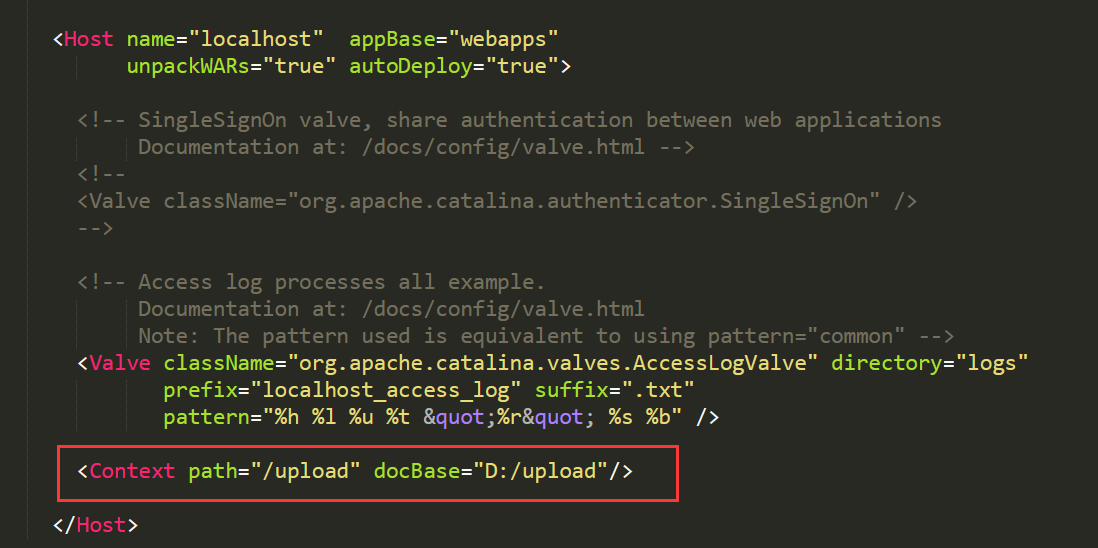 <Host name="localhost"  appBase="webapps"
unpackWARs="true" autoDeploy="true">
<!-- SingleSignOn valve, share authentication between web applications
Documentation at: /docs/config/valve.html -->
<!--
<Valve className="org.apache.catalina.authenticator.SingleSignOn" />
-->
<!-- Access log processes all example.
Documentation at: /docs/config/valve.html
Note: The pattern used is equivalent to using pattern="common" -->
<Valve className="org.apache.catalina.valves.AccessLogValve" directory="logs"
prefix="localhost_access_log" suffix=".txt"
pattern="%h %l %u %t &quot;%r&quot; %s %b" />
<Context path="/upload" docBase="D:/upload"/>
</Host>